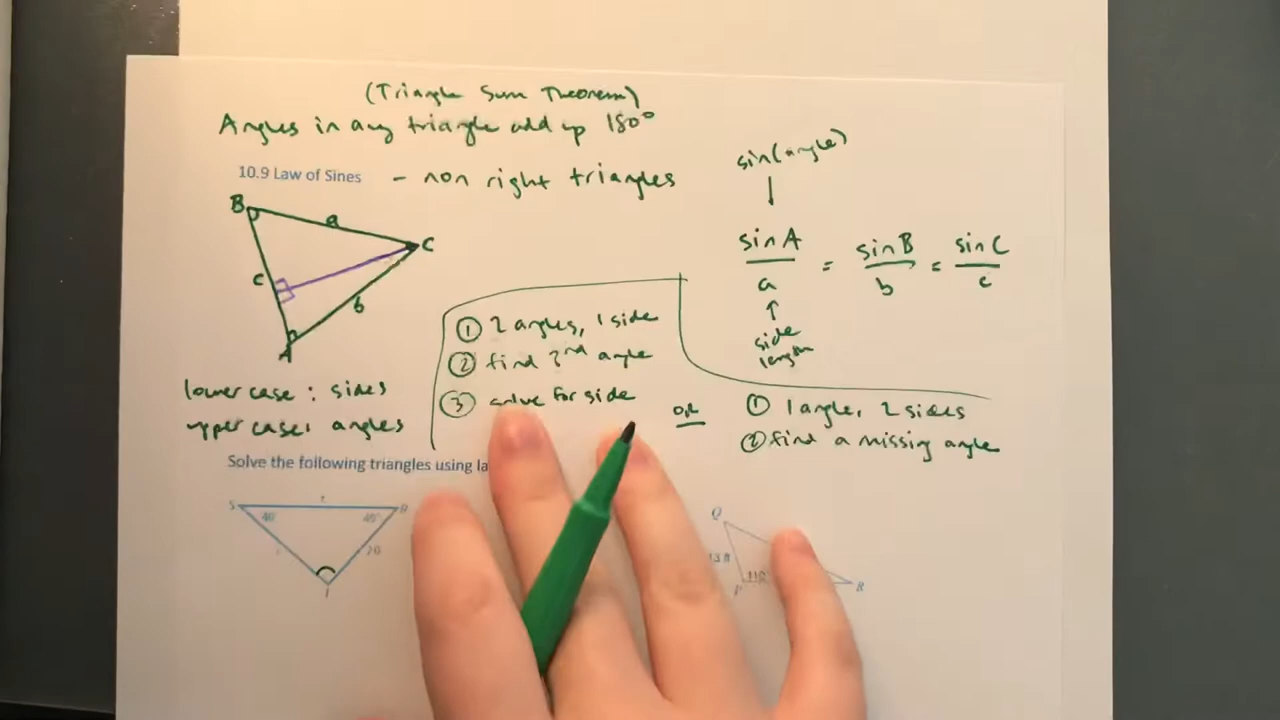 (Triangle Sum Theorem)
Angles in any triangle add up 180°
10.9 Law of Sines - non right triangles
sin(angle)
sin A / a = sin B / b = sin C / c
side
length
B
a
C
c
b
A
① 2 angles, 1 side
② find 3rd angle
③ solve for side
lower case: sides
upper case: angles
OR
① 1 angle, 2 sides
② find a missing angle
Solve the following triangles using la
S
r
R
40°
20
Q
13 ft
110
P
R